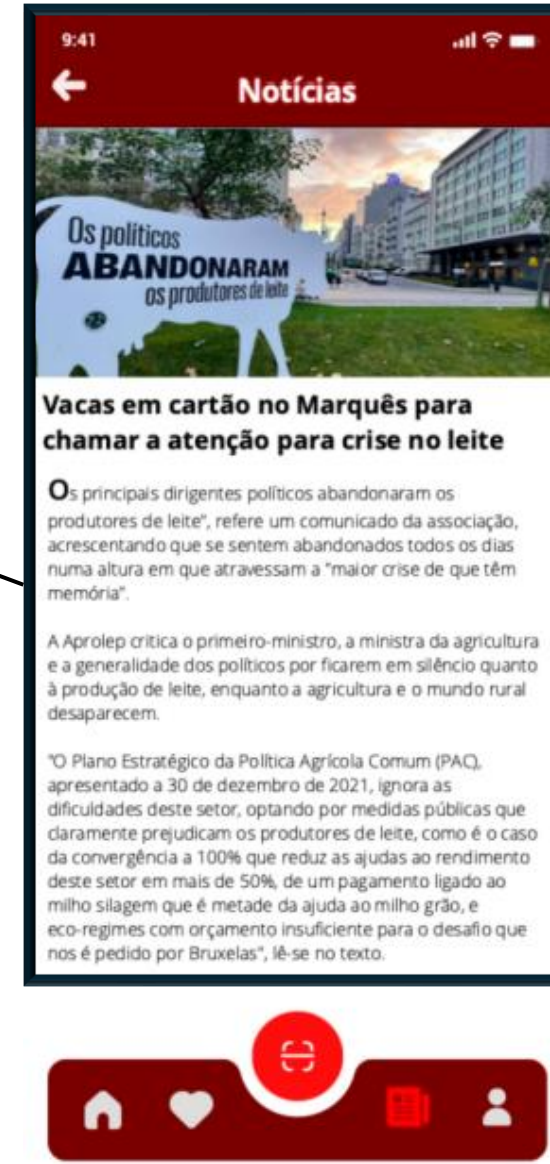 9:41
Notícias
Os políticos
ABANDONARAM
os produtores de leite
Vacas em cartão no Marquês para
chamar a atenção para crise no leite
Os principais dirigentes políticos abandonaram os
produtores de leite”, refere um comunicado da associação,
acrescentando que se sentem abandonados todos os dias
numa altura em que atravessam a “maior crise de que têm
memória”.
A Aprolep critica o primeiro-ministro, a ministra da agricultura
e a generalidade dos políticos por ficarem em silêncio quanto
à produção de leite, enquanto a agricultura e o mundo rural
desaparecem.
“O Plano Estratégico da Política Agrícola Comum (PAC),
apresentado a 30 de dezembro de 2021, ignora as
dificuldades deste setor, optando por medidas públicas que
claramente prejudicam os produtores de leite, como é o caso
da convergência a 100% que reduz as ajudas ao rendimento
deste setor em mais de 50%, de um pagamento ligado ao
milho silagem que é metade da ajuda ao milho grão, e
eco-regimes com orçamento insuficiente para o desafio que
nos é pedido por Bruxelas”, lê-se no texto.